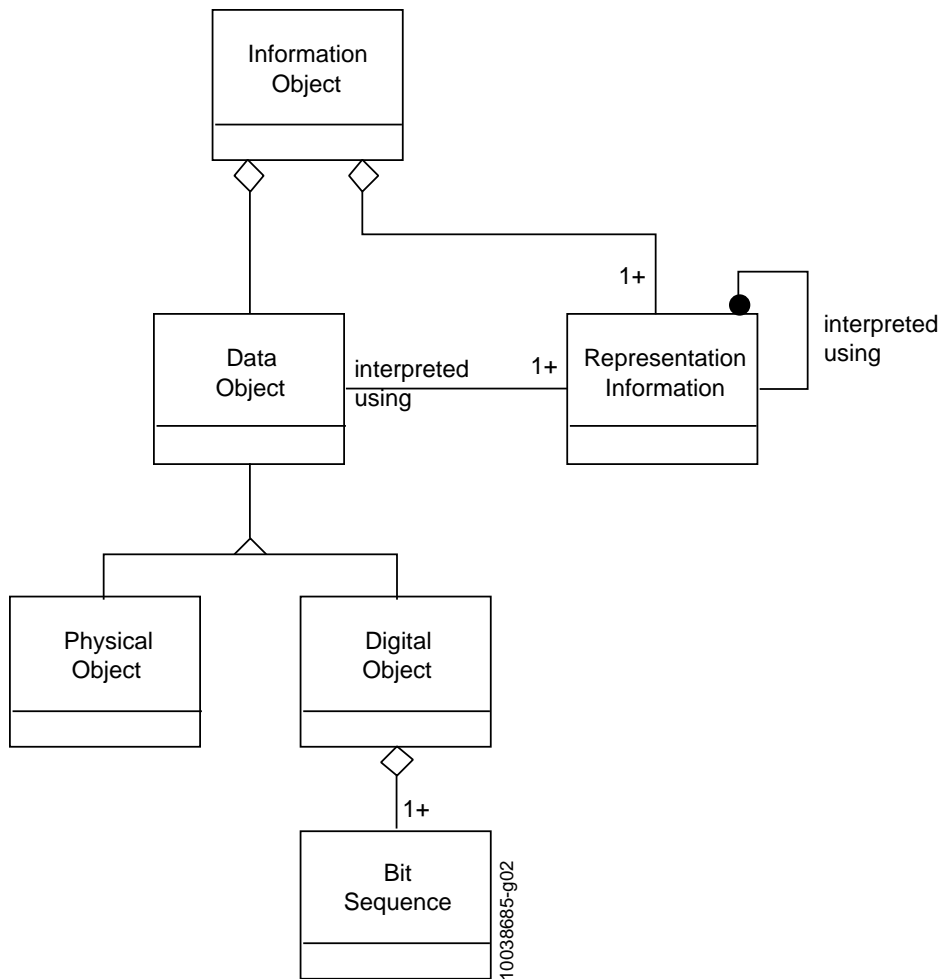 Information
Object
1+
Data
Object
interpreted
using
1+
Representation
Information
interpreted
using
Physical
Object
Digital
Object
1+
Bit
Sequence
10038685-g02